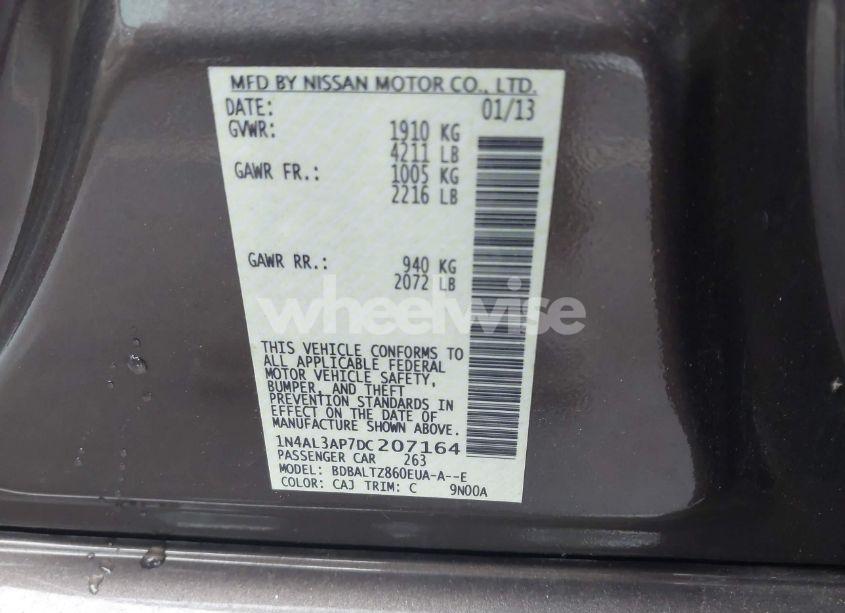 MFD BY NISSAN MOTOR CO., LTD.
DATE: 01/13
GVWR: 1910 KG
4211 LB
GAWR FR.: 1005 KG
2216 LB
GAWR RR.: 940 KG
2072 LB
wheelwise
THIS VEHICLE CONFORMS TO
ALL APPLICABLE FEDERAL
MOTOR VEHICLE SAFETY,
BUMPER, AND THEFT
PREVENTION STANDARDS IN
EFFECT ON THE DATE OF
MANUFACTURE SHOWN ABOVE.
1N4AL3AP7DC207164
PASSENGER CAR 263
MODEL: BDBALTZ860EUA-A--E
COLOR: CAJ TRIM: C 9N00A